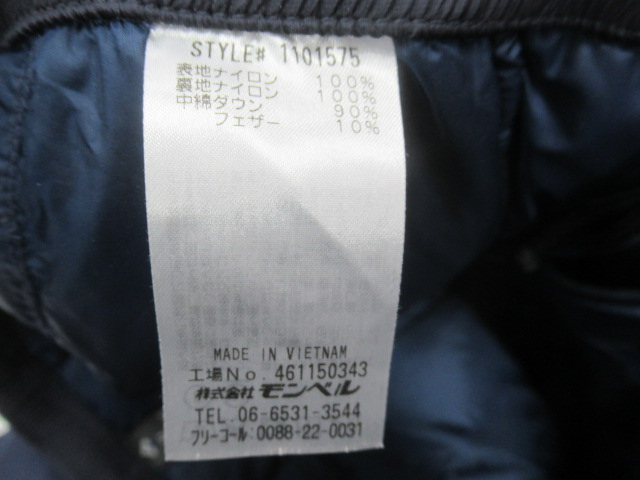 STYLE# 1101575
表地ナイロン 100%
裏地ナイロン 100%
中綿ダウン 90%
フェザー 10%
MADE IN VIETNAM
工場No. 461150343
株式会社 モンベル
TEL. 06-6531-3544
フリーコール: 0088-22-0031